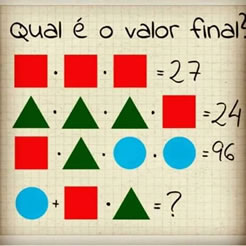 Qual é o valor final?
· · = 27
· · · = 24
· · · = 96
+ · = ?